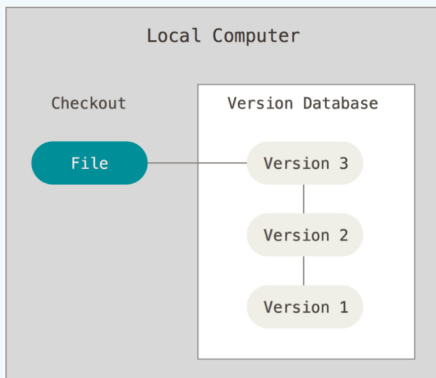 Local Computer
Checkout
Version Database
File
Version 3
Version 2
Version 1